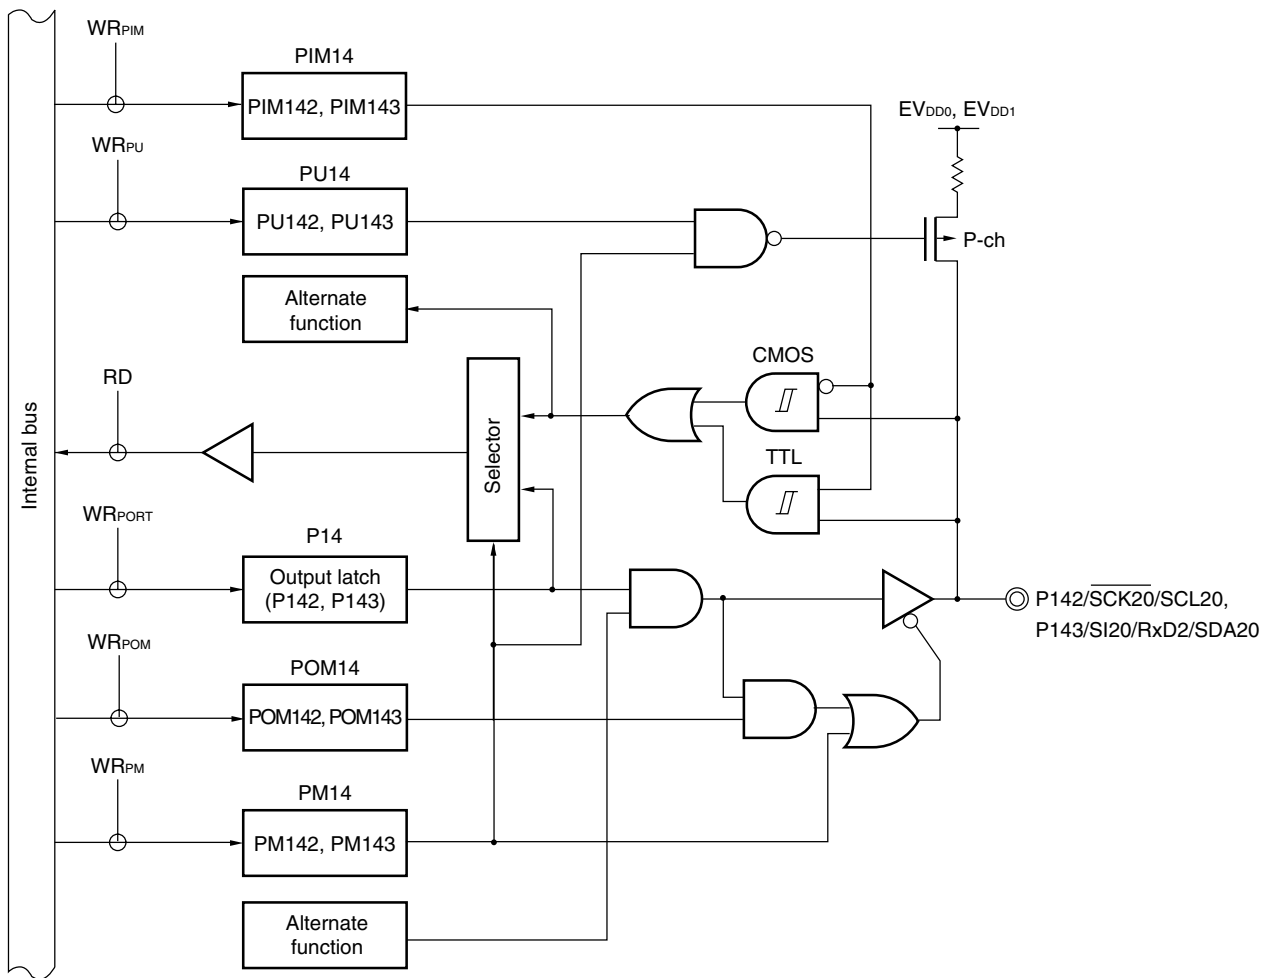 WRPIM
PIM14
PIM142, PIM143
EVDD0, EVDD1
WRPU
PU14
PU142, PU143
P-ch
Alternate
function
CMOS
RD
Internal bus
Selector
TTL
WRPORT
P14
Output latch
(P142, P143)
P142/SCK20/SCL20,
P143/SI20/RxD2/SDA20
WRPOM
POM14
POM142, POM143
WRPM
PM14
PM142, PM143
Alternate
function